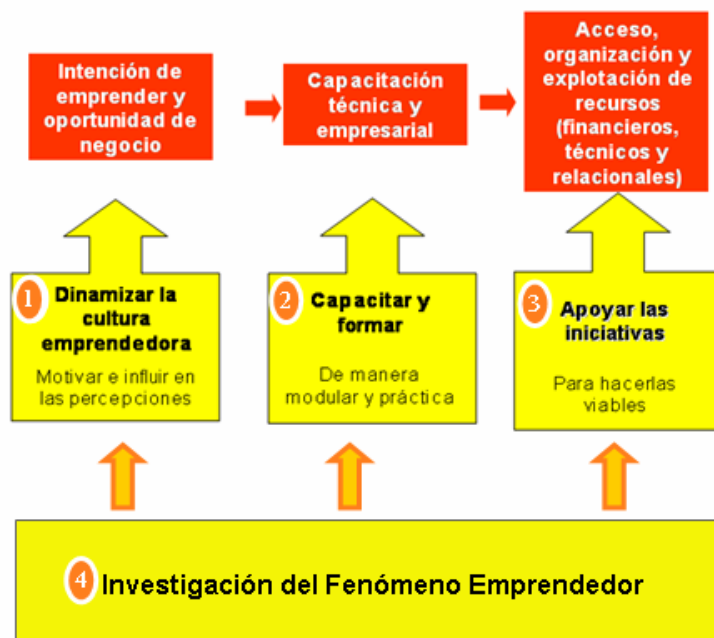 Intención de
emprender y
oportunidad de
negocio
Capacitación
técnica y
empresarial
Acceso,
organización y
explotación de
recursos
(financieros,
técnicos y
relacionales)
1
Dinamizar la
cultura
emprendedora
Motivar e influir en
las percepciones
2
Capacitar y
formar
De manera
modular y práctica
3
Apoyar las
iniciativas
Para hacerlas
viables
4
Investigación del Fenómeno Emprendedor